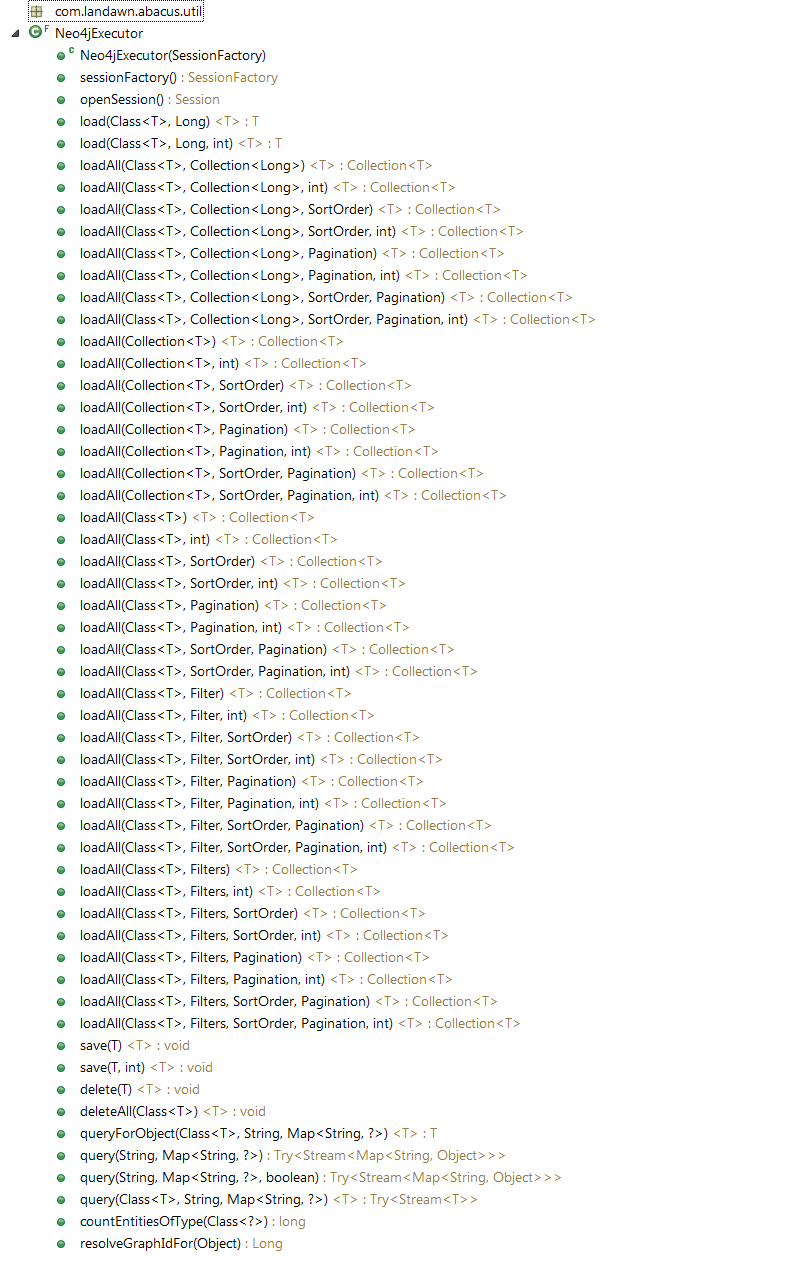 com.landawn.abacus.util
Neo4jExecutor
Neo4jExecutor(SessionFactory)
sessionFactory() : SessionFactory
openSession() : Session
load(Class<T>, Long) <T> : T
load(Class<T>, Long, int) <T> : T
loadAll(Class<T>, Collection<Long>) <T> : Collection<T>
loadAll(Class<T>, Collection<Long>, int) <T> : Collection<T>
loadAll(Class<T>, Collection<Long>, SortOrder) <T> : Collection<T>
loadAll(Class<T>, Collection<Long>, SortOrder, int) <T> : Collection<T>
loadAll(Class<T>, Collection<Long>, Pagination) <T> : Collection<T>
loadAll(Class<T>, Collection<Long>, Pagination, int) <T> : Collection<T>
loadAll(Class<T>, Collection<Long>, SortOrder, Pagination) <T> : Collection<T>
loadAll(Class<T>, Collection<Long>, SortOrder, Pagination, int) <T> : Collection<T>
loadAll(Collection<T>) <T> : Collection<T>
loadAll(Collection<T>, int) <T> : Collection<T>
loadAll(Collection<T>, SortOrder) <T> : Collection<T>
loadAll(Collection<T>, SortOrder, int) <T> : Collection<T>
loadAll(Collection<T>, Pagination) <T> : Collection<T>
loadAll(Collection<T>, Pagination, int) <T> : Collection<T>
loadAll(Collection<T>, SortOrder, Pagination) <T> : Collection<T>
loadAll(Collection<T>, SortOrder, Pagination, int) <T> : Collection<T>
loadAll(Class<T>) <T> : Collection<T>
loadAll(Class<T>, int) <T> : Collection<T>
loadAll(Class<T>, SortOrder) <T> : Collection<T>
loadAll(Class<T>, SortOrder, int) <T> : Collection<T>
loadAll(Class<T>, Pagination) <T> : Collection<T>
loadAll(Class<T>, Pagination, int) <T> : Collection<T>
loadAll(Class<T>, SortOrder, Pagination) <T> : Collection<T>
loadAll(Class<T>, SortOrder, Pagination, int) <T> : Collection<T>
loadAll(Class<T>, Filter) <T> : Collection<T>
loadAll(Class<T>, Filter, int) <T> : Collection<T>
loadAll(Class<T>, Filter, SortOrder) <T> : Collection<T>
loadAll(Class<T>, Filter, SortOrder, int) <T> : Collection<T>
loadAll(Class<T>, Filter, Pagination) <T> : Collection<T>
loadAll(Class<T>, Filter, Pagination, int) <T> : Collection<T>
loadAll(Class<T>, Filter, SortOrder, Pagination) <T> : Collection<T>
loadAll(Class<T>, Filter, SortOrder, Pagination, int) <T> : Collection<T>
loadAll(Class<T>, Filters) <T> : Collection<T>
loadAll(Class<T>, Filters, int) <T> : Collection<T>
loadAll(Class<T>, Filters, SortOrder) <T> : Collection<T>
loadAll(Class<T>, Filters, SortOrder, int) <T> : Collection<T>
loadAll(Class<T>, Filters, Pagination) <T> : Collection<T>
loadAll(Class<T>, Filters, Pagination, int) <T> : Collection<T>
loadAll(Class<T>, Filters, SortOrder, Pagination) <T> : Collection<T>
loadAll(Class<T>, Filters, SortOrder, Pagination, int) <T> : Collection<T>
save(T) <T> : void
save(T, int) <T> : void
delete(T) <T> : void
deleteAll(Class<T>) <T> : void
queryForObject(Class<T>, String, Map<String, ?>) <T> : T
query(String, Map<String, ?>) : Try<Stream<Map<String, Object>>>
query(String, Map<String, ?>, boolean) : Try<Stream<Map<String, Object>>>
query(Class<T>, String, Map<String, ?>) <T> : Try<Stream<T>>
countEntitiesOfType(Class<?>) : long
resolveGraphIdFor(Object) : Long